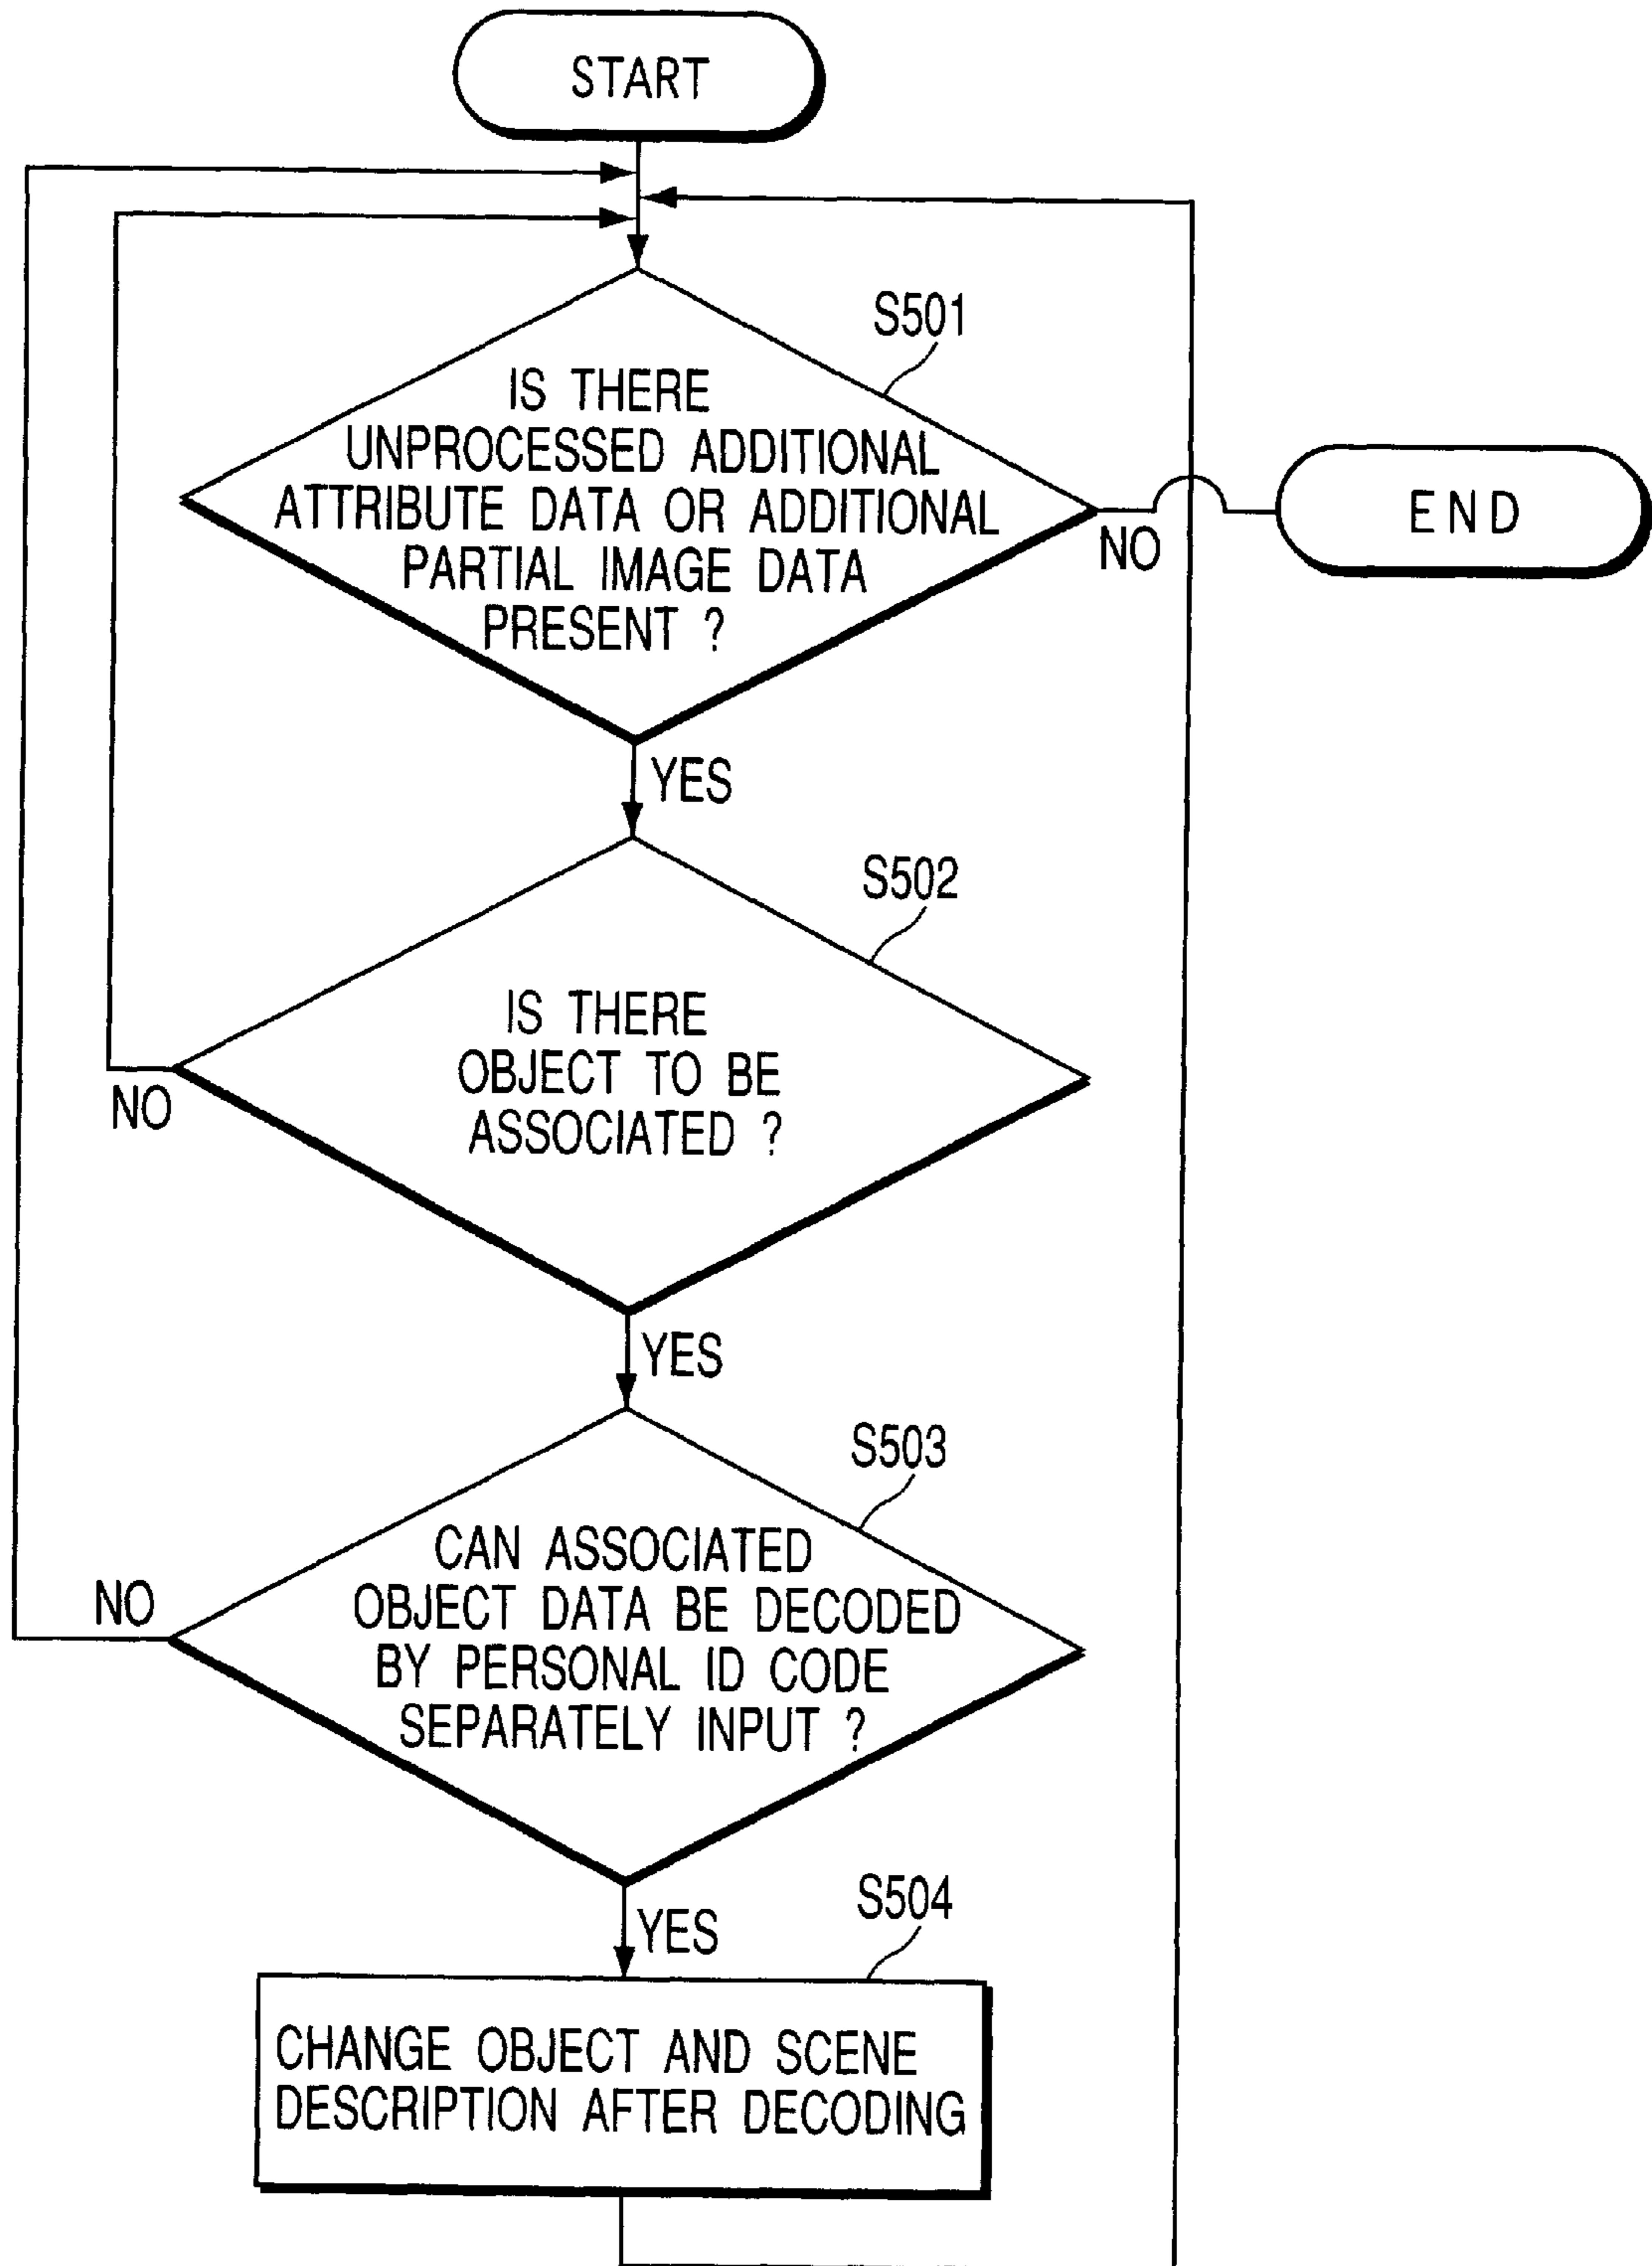 START
S501
IS THERE
UNPROCESSED ADDITIONAL
ATTRIBUTE DATA OR ADDITIONAL
PARTIAL IMAGE DATA
PRESENT ?
NO
END
YES
S502
IS THERE
OBJECT TO BE
ASSOCIATED ?
NO
YES
S503
CAN ASSOCIATED
OBJECT DATA BE DECODED
BY PERSONAL ID CODE
SEPARATELY INPUT ?
NO
YES
S504
CHANGE OBJECT AND SCENE
DESCRIPTION AFTER DECODING